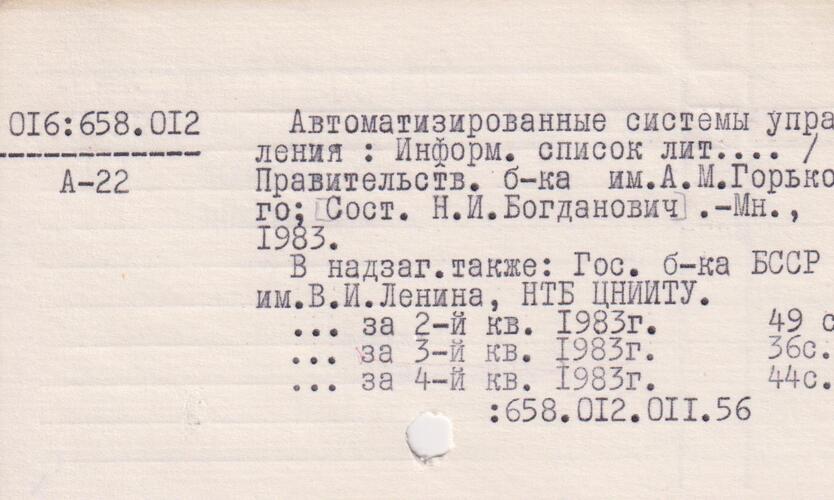 016:658.012
А-22
Автоматизированные системы упра
ления : Информ. список лит.... /
Правительств. б-ка им.А.М.Горько
го; [Сост. Н.И.Богданович] .-Мн.,
1983.
В надзаг.также: Гос. б-ка БССР
им.В.И.Ленина, НТБ ЦНИИТУ.
... за 2-й кв. 1983г. 49 с
... за 3-й кв. 1983г. 36с.
... за 4-й кв. 1983г. 44с.
:658.012.011.56